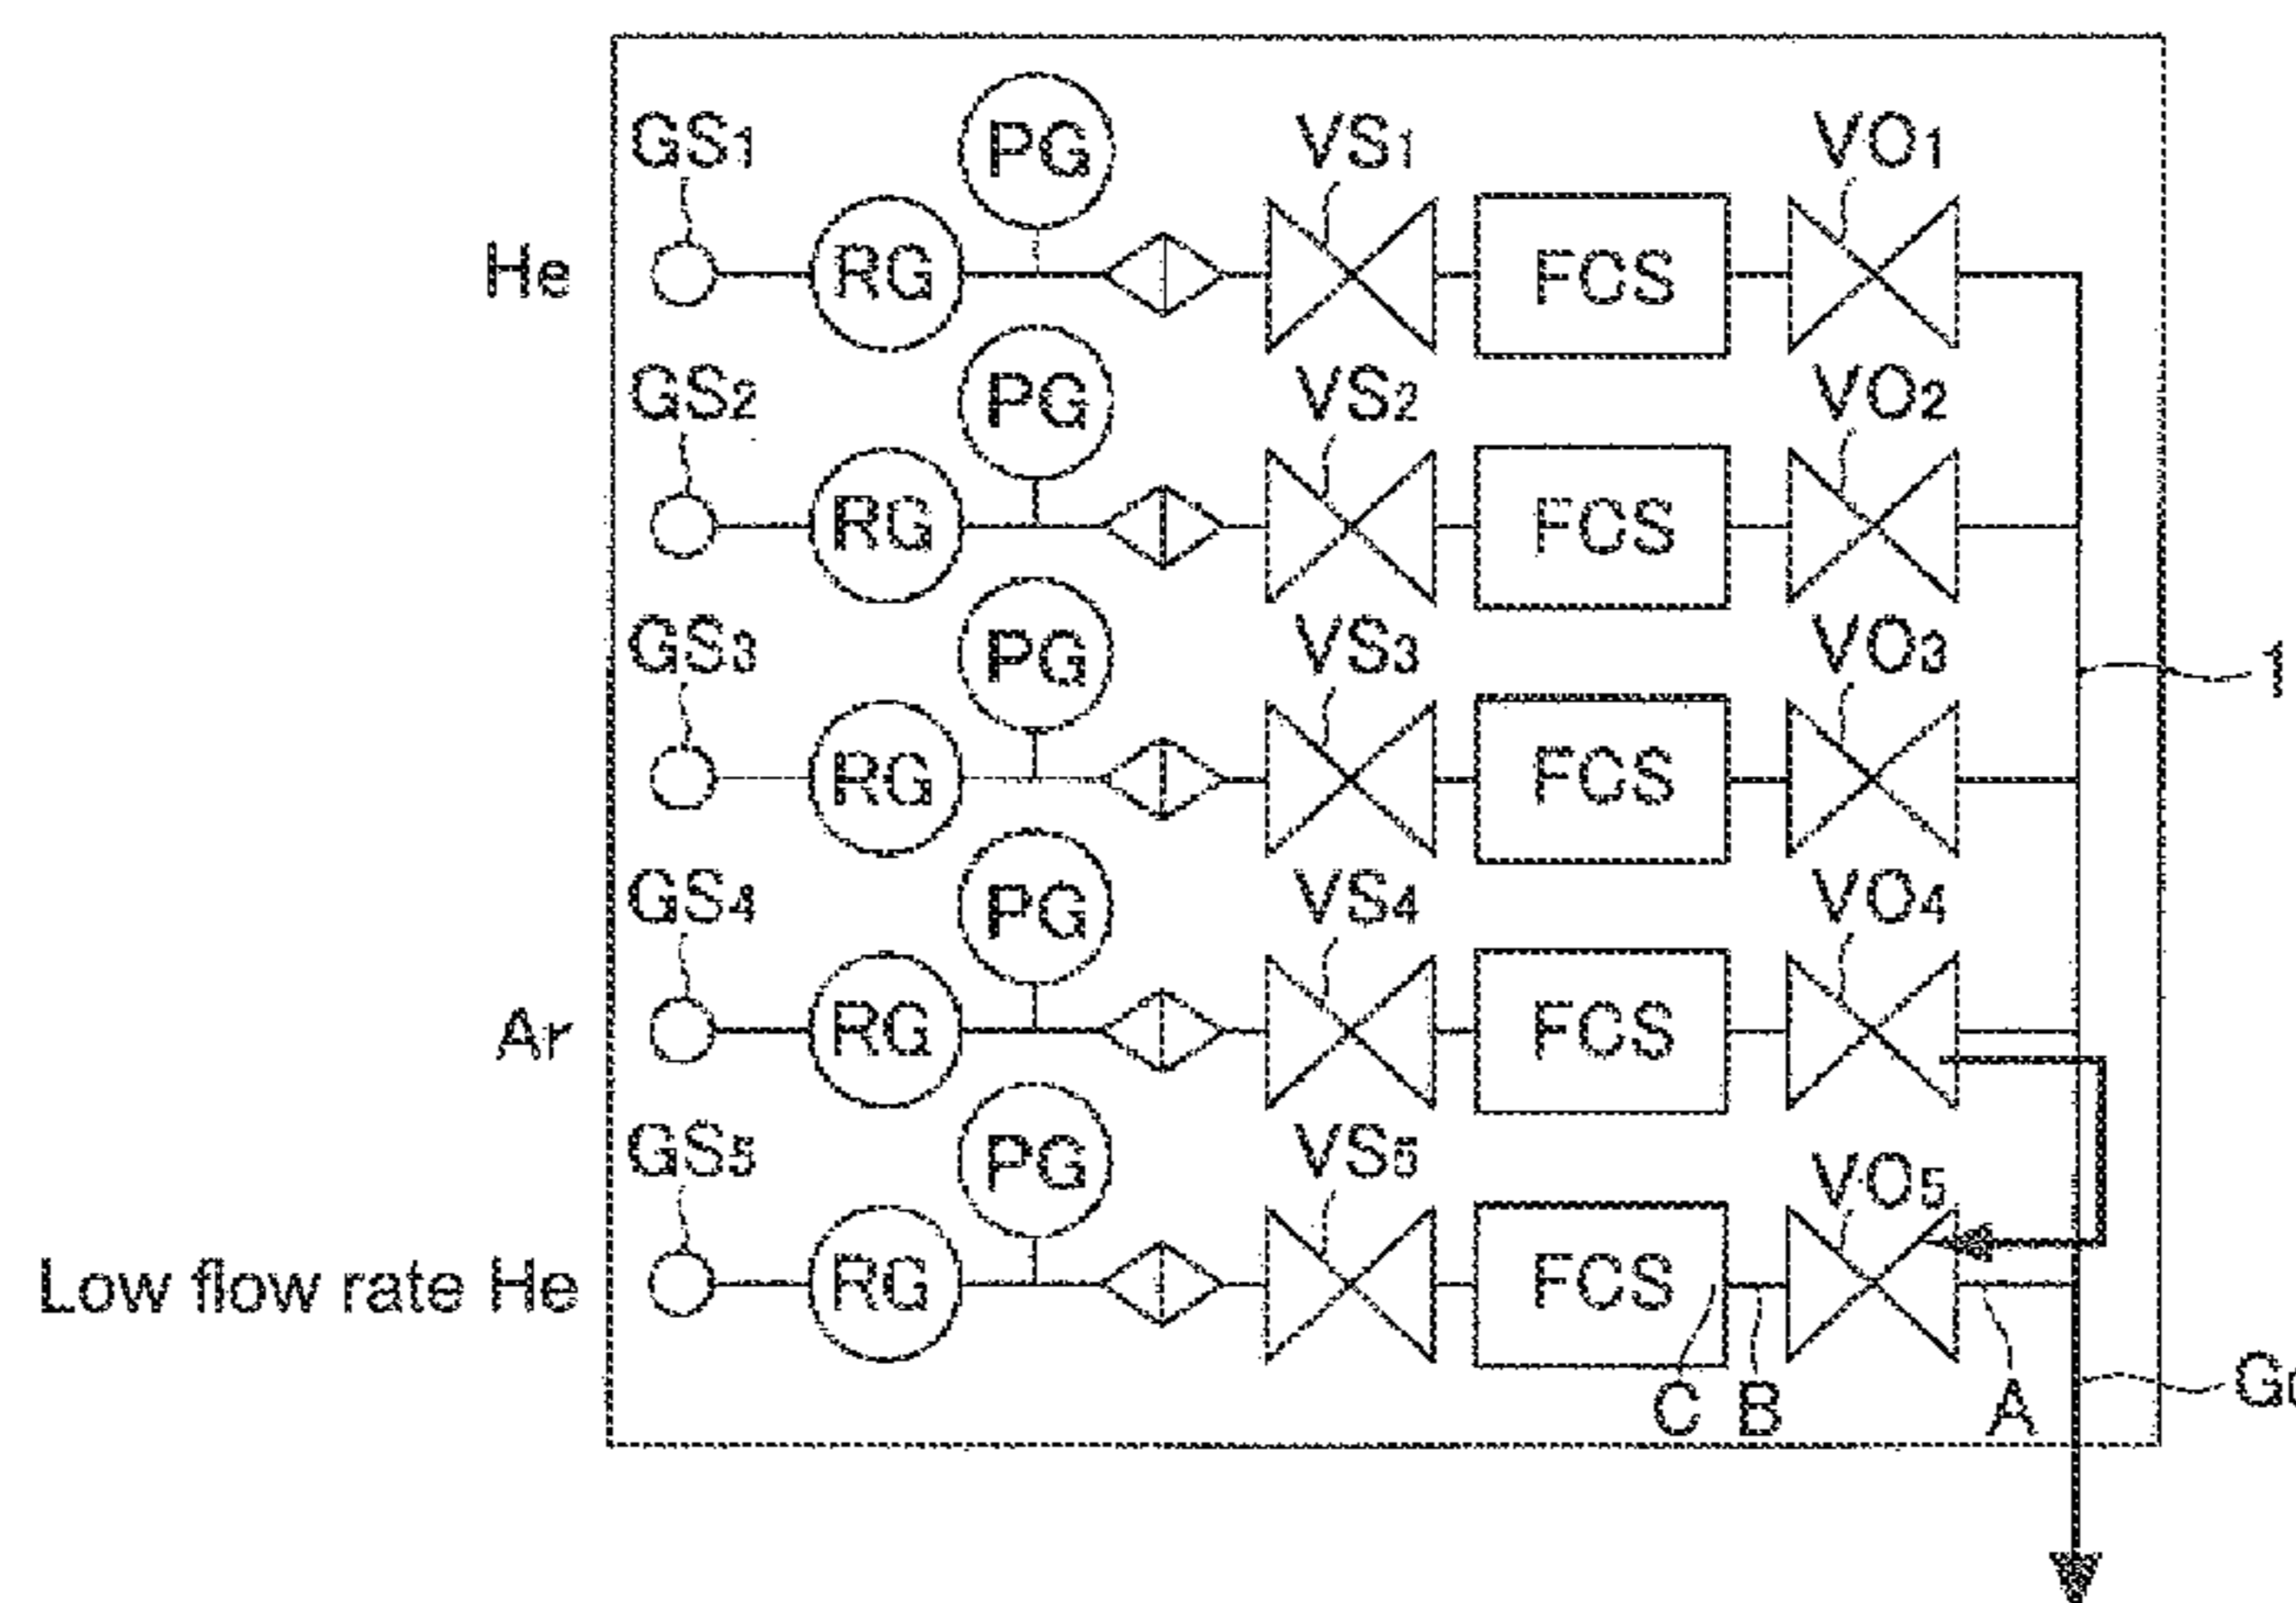 GS1 PG VS1 VO1
He RG FCS
GS2 PG VS2 VO2
RG FCS
GS3 PG VS3 VO3
1
RG FCS
GS4 PG VS4 VO4
Ar RG FCS
GS5 PG VS5 VO5
Low flow rate He RG FCS
C B A